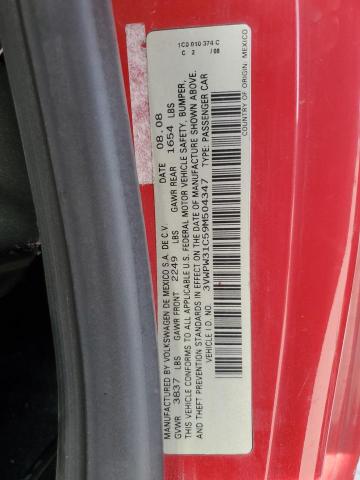 1C0 010 374 C
C 2 / 08
MANUFACTURED BY VOLKSWAGEN DE MEXICO S.A. DE C.V. DATE 08.08
GVWR 3837 LBS GAWR FRONT 2249 LBS GAWR REAR 1654 LBS
THIS VEHICLE CONFORMS TO ALL APPLICABLE U.S. FEDERAL MOTOR VEHICLE SAFETY, BUMPER,
AND THEFT PREVENTION STANDARDS IN EFFECT ON THE DATE OF MANUFACTURE SHOWN ABOVE.
VEHICLE I.D. NO. 3VWPW31C59M504347 TYPE: PASSENGER CAR
COUNTRY OF ORIGIN: MEXICO